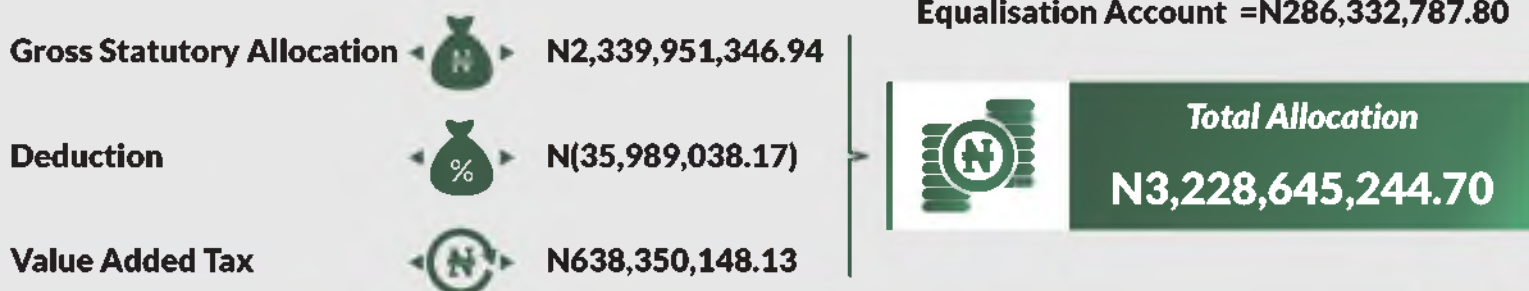 Equalisation Account =N286,332,787.80
Gross Statutory Allocation N2,339,951,346.94
Deduction % N(35,989,038.17)
Value Added Tax N N638,350,148.13
N Total Allocation
N3,228,645,244.70